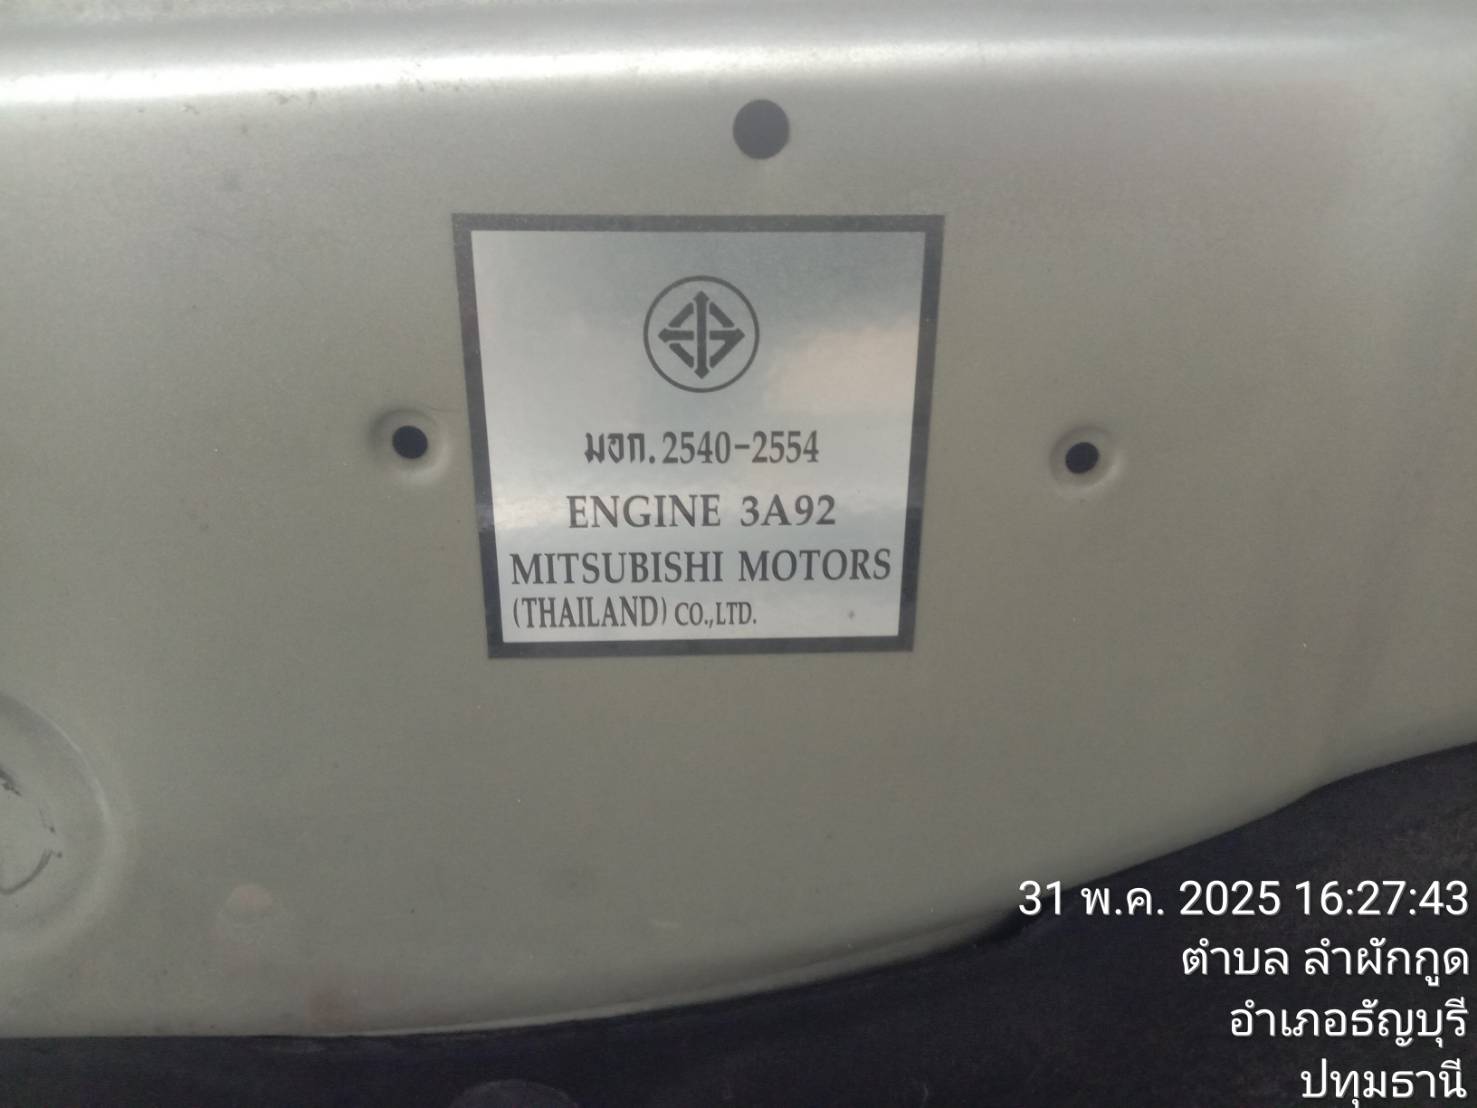 มอก.2540-2554
ENGINE 3A92
MITSUBISHI MOTORS
(THAILAND) CO.,LTD.
31 พ.ค. 2025 16:27:43
ตำบล ลำผักกูด
อำเภอธัญบุรี
ปทุมธานี